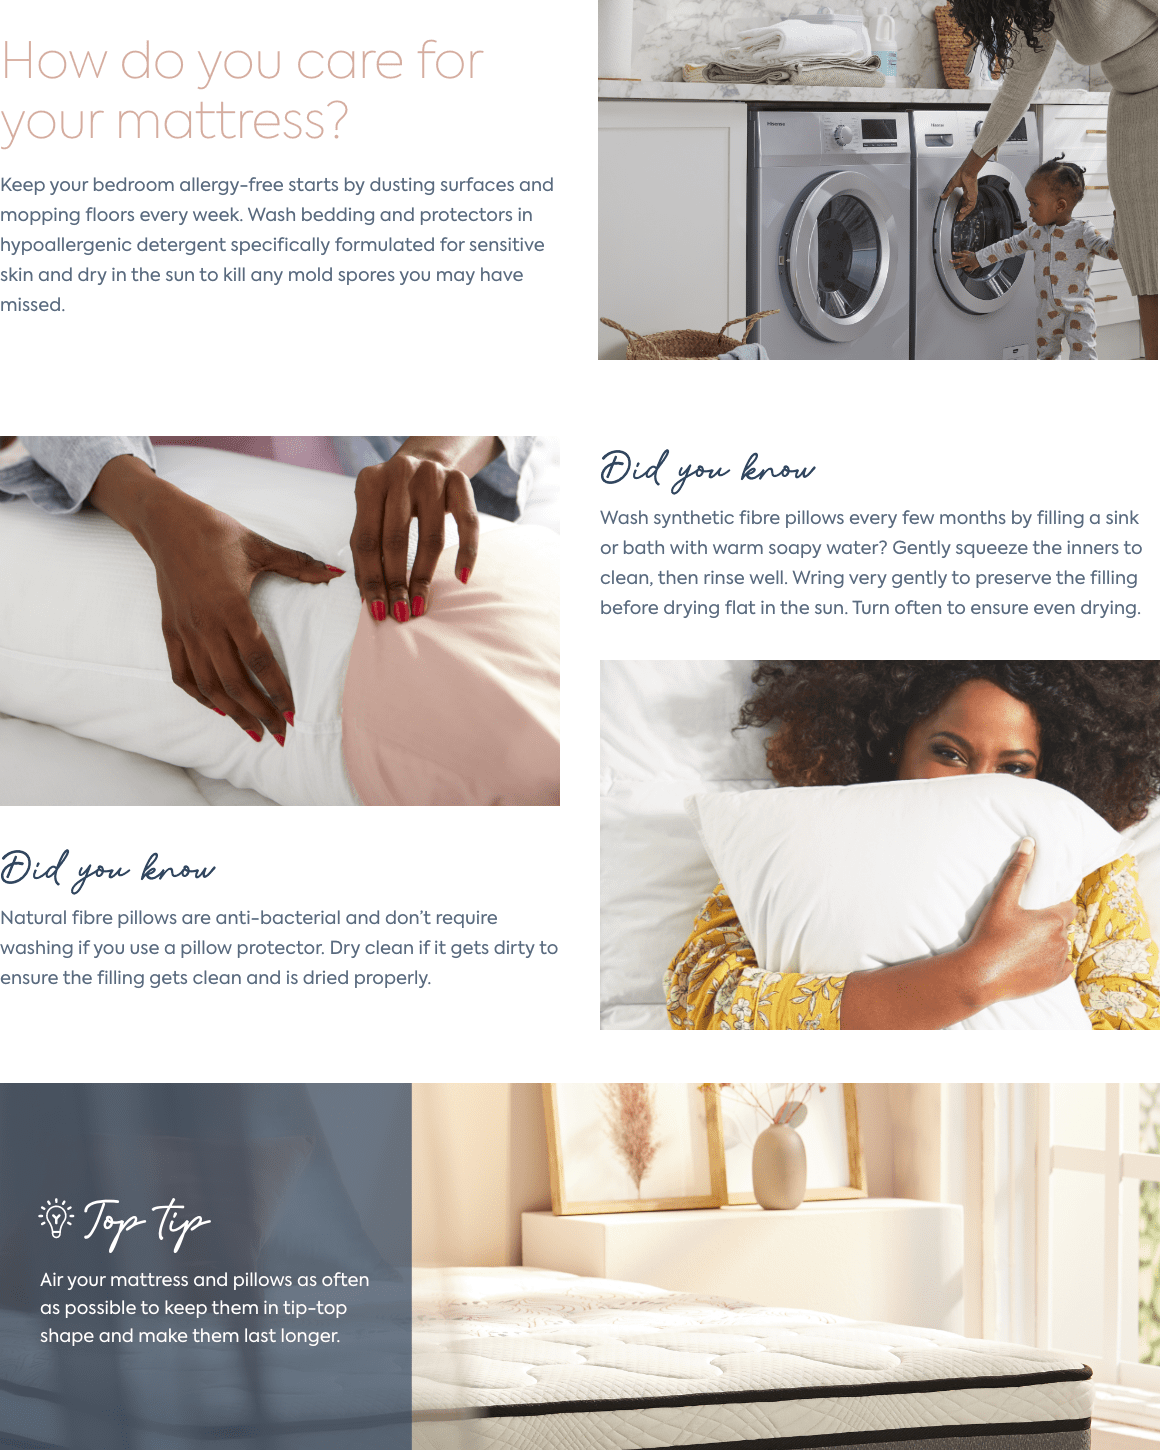 How do you care for
your mattress?
Keep your bedroom allergy-free starts by dusting surfaces and
mopping floors every week. Wash bedding and protectors in
hypoallergenic detergent specifically formulated for sensitive
skin and dry in the sun to kill any mold spores you may have
missed.
Hisense
Hisense
Did you know
Wash synthetic fibre pillows every few months by filling a sink
or bath with warm soapy water? Gently squeeze the inners to
clean, then rinse well. Wring very gently to preserve the filling
before drying flat in the sun. Turn often to ensure even drying.
Did you know
Natural fibre pillows are anti-bacterial and don’t require
washing if you use a pillow protector. Dry clean if it gets dirty to
ensure the filling gets clean and is dried properly.
Top tip
Air your mattress and pillows as often
as possible to keep them in tip-top
shape and make them last longer.